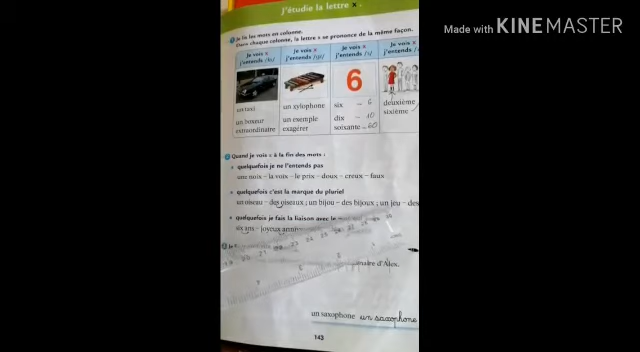 Made with KINEMASTER
J'étudie la lettre x.
Je lis les mots en colonne.
Dans chaque colonne, la lettre x se prononce de la même façon.
Je vois x j'entends /ks/
Je vois x j'entends /gz/
Je vois x j'entends /s/
Je vois x j'entends
6
un taxi
un boxeur
extraordinaire
un xylophone
un exemple
exagérer
six - 6
dix - 10
soixante - 60
deuxième
sixième
Quand je vois x à la fin des mots :
quelquefois je ne l'entends pas
une noix – la voix – le prix – doux – creux – faux
quelquefois c'est la marque du pluriel
un oiseau – des oiseaux ; un bijou – des bijoux ; un jeu – des
quelquefois je fais la liaison avec le
six ans – joyeux
d'Alex.
un saxophone un saxophone
143